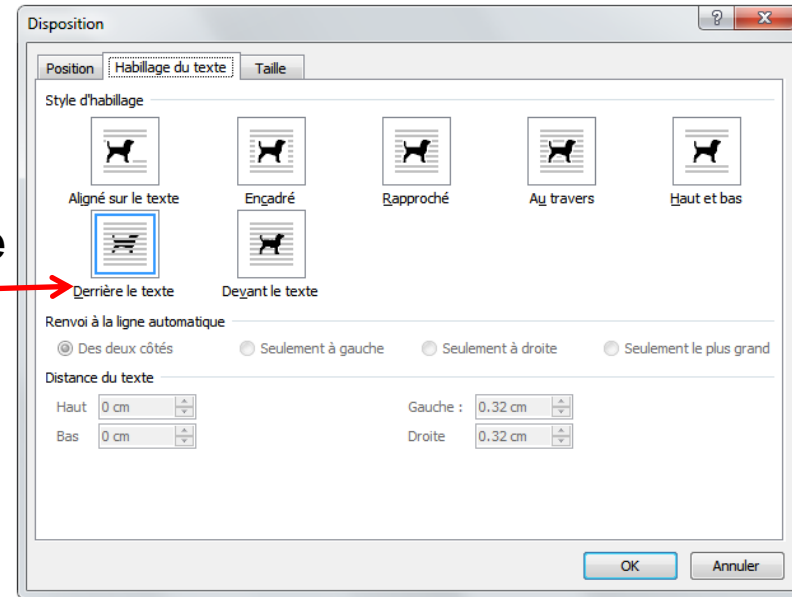 Disposition
Position Habillage du texte Taille
Style d'habillage
Aligné sur le texte Encadré Rapproché Au travers Haut et bas
e
Derrière le texte Devant le texte
Renvoi à la ligne automatique
Des deux côtés Seulement à gauche Seulement à droite Seulement le plus grand
Distance du texte
Haut 0 cm Gauche : 0.32 cm
Bas 0 cm Droite 0.32 cm
OK Annuler